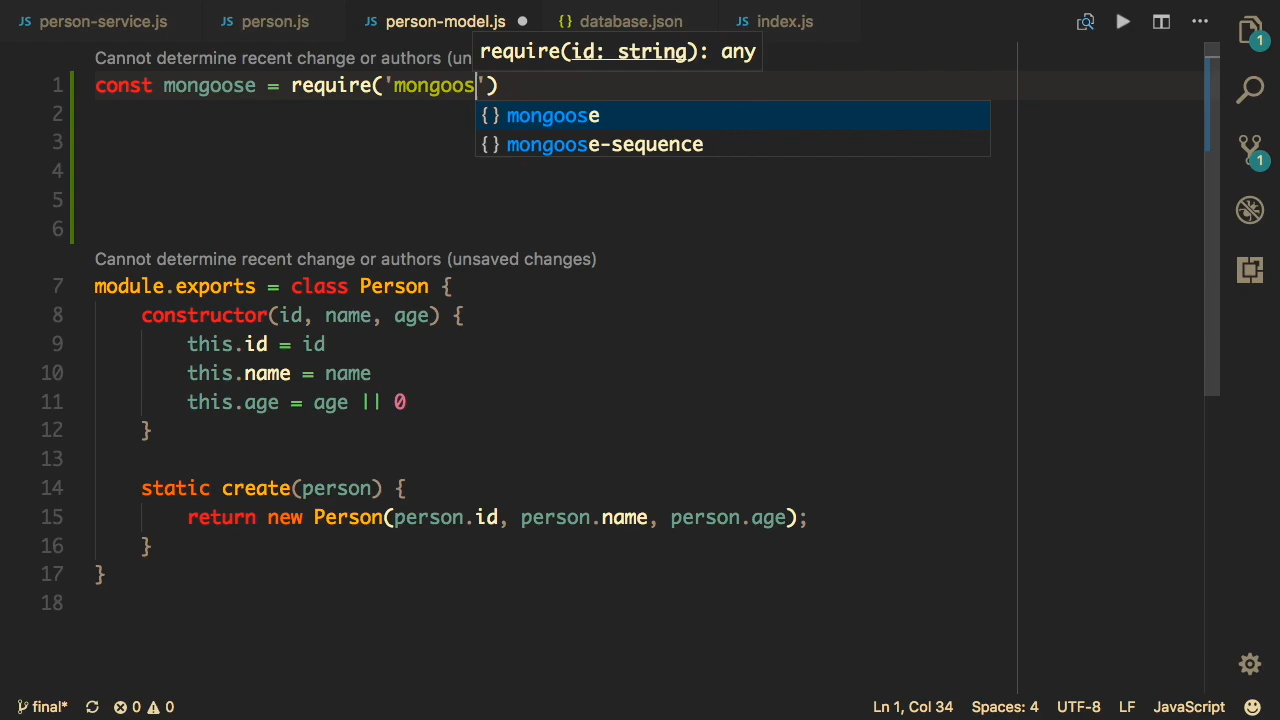 JS person-service.js JS person.js JS person-model.js {} database.json JS index.js
require(id: string): any
1
Cannot determine recent change or authors (un
1 const mongoose = require('mongoos')
{} mongoose
{} mongoose-sequence
2
3
4
5
6
1
Cannot determine recent change or authors (unsaved changes)
7 module.exports = class Person {
8 constructor(id, name, age) {
9 this.id = id
10 this.name = name
11 this.age = age || 0
12 }
13
14 static create(person) {
15 return new Person(person.id, person.name, person.age);
16 }
17 }
18
final* 0 0 Ln 1, Col 34 Spaces: 4 UTF-8 LF JavaScript